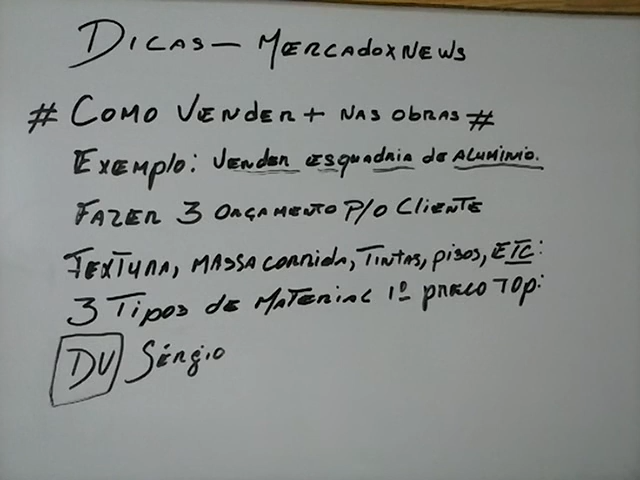 DICAS - MERCADOXNEWS
# COMO VENDER + NAS OBRAS #
EXEMPLO: VENDER ESQUADRIA de ALUMINIO.
FAZER 3 ORÇAMENTO P/O CLIENTE
TEXTURA, MASSA CORRIDA, TINTAS, PISOS, ETC:
3 TIPOS de MATERIAL 1º PREÇO TOP:
DU Sérgio